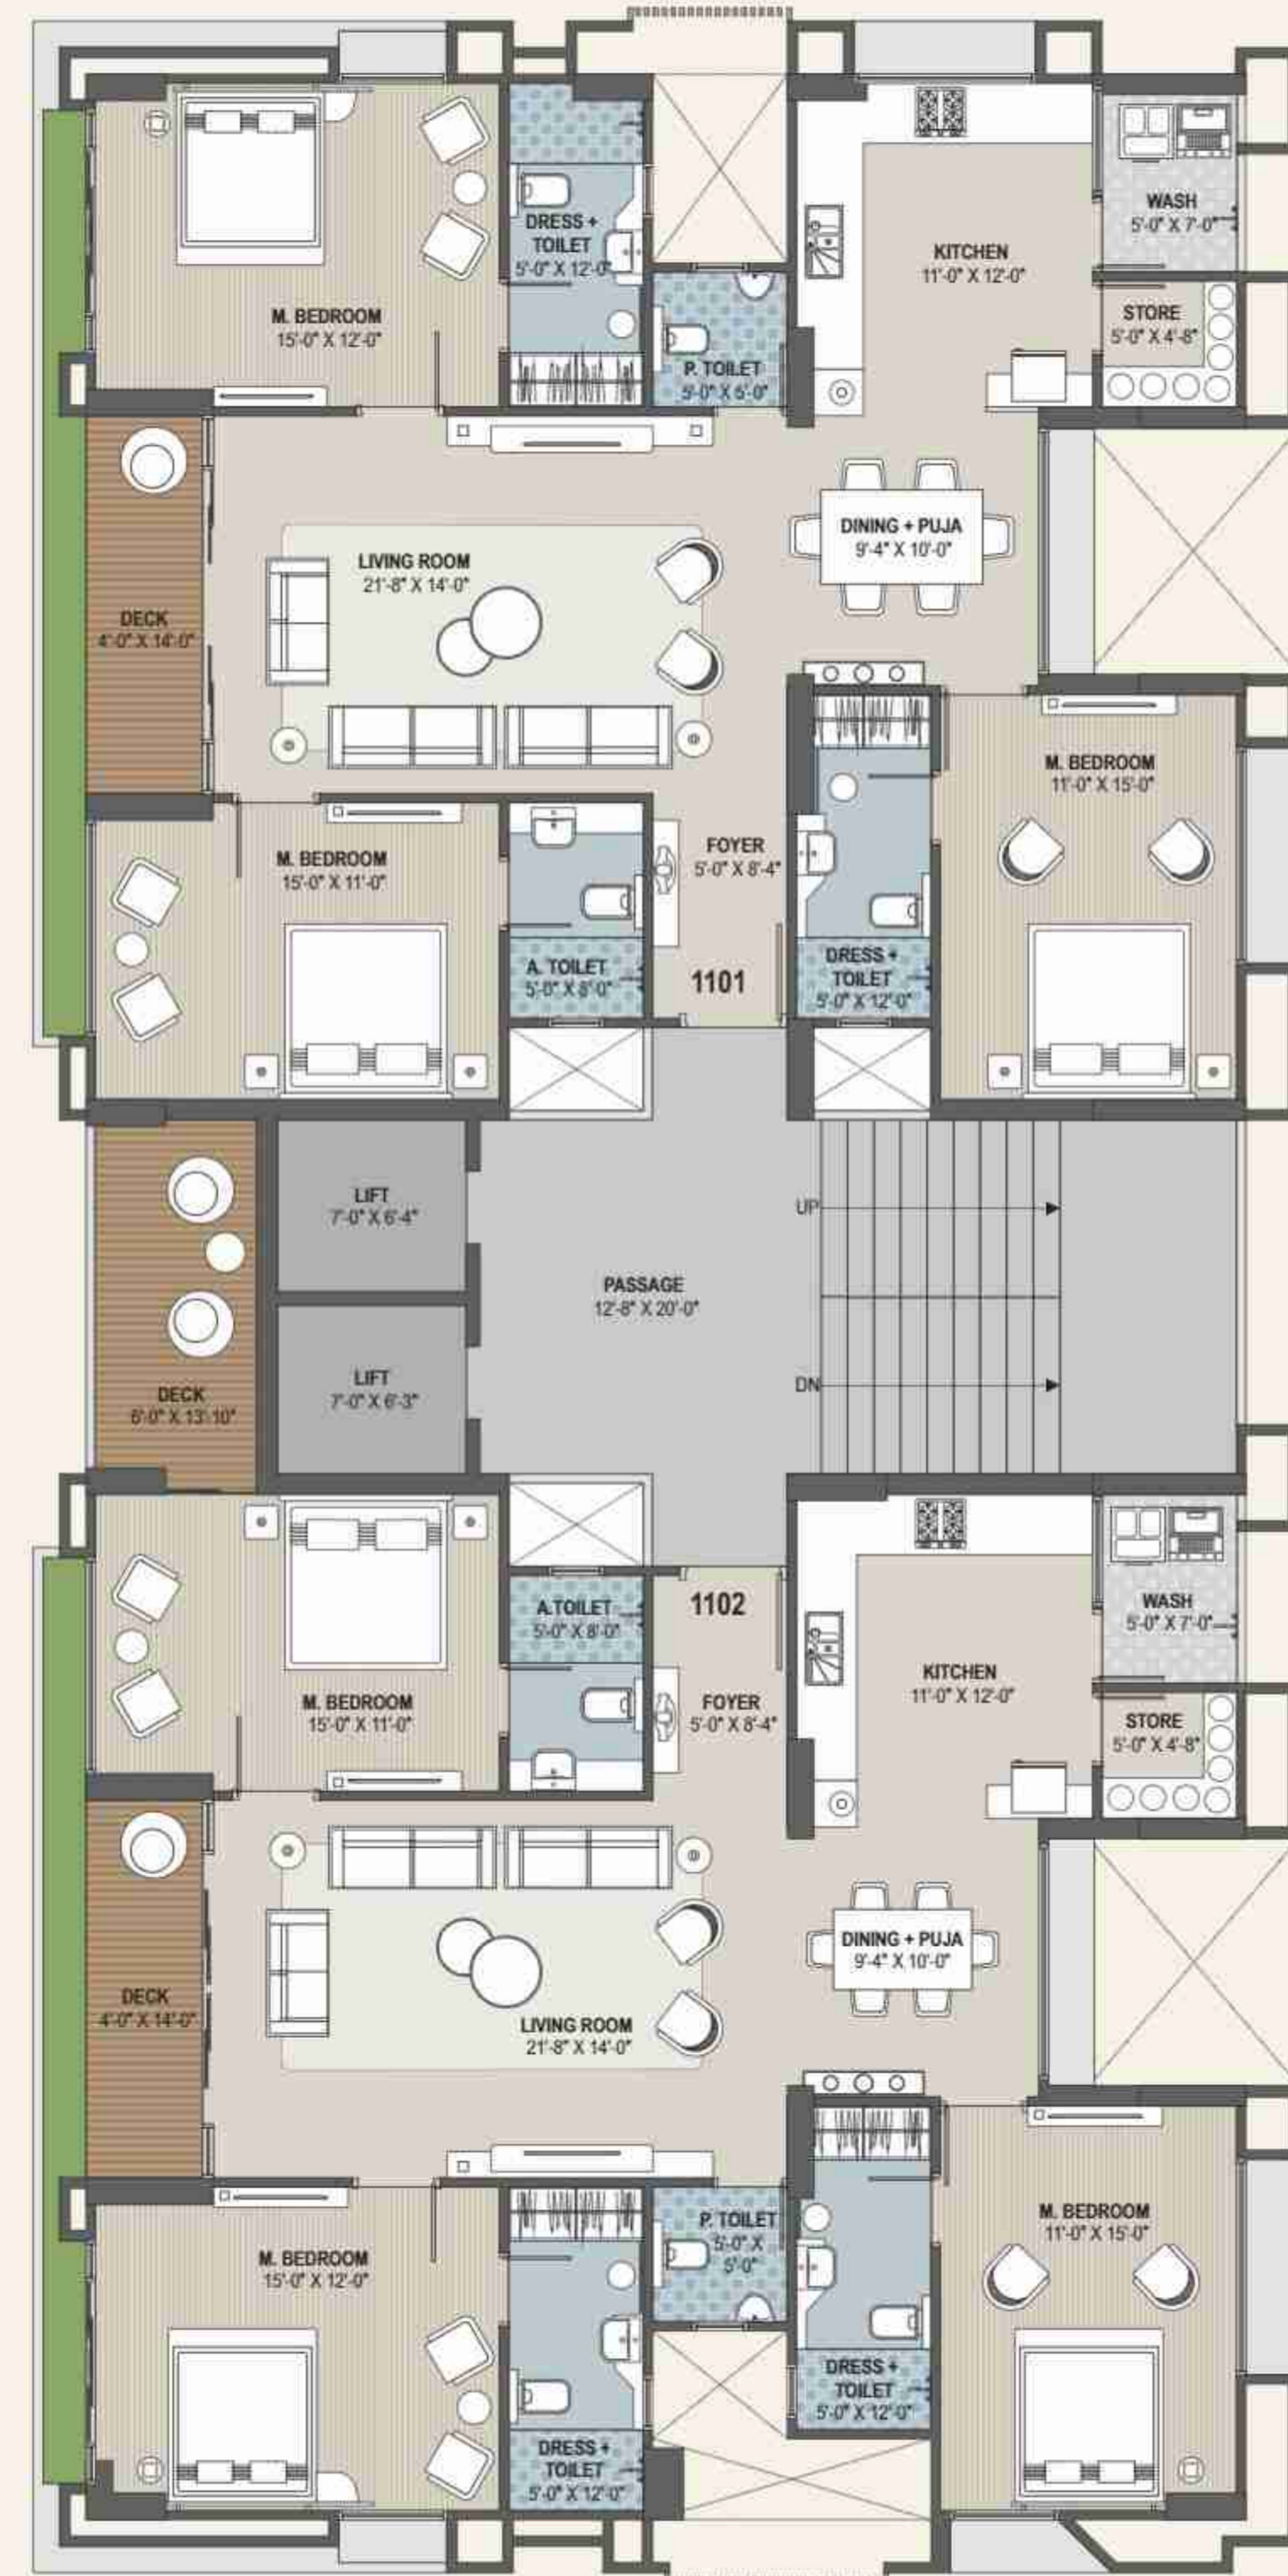 DRESS +
TOILET
5'-0" X 12'-0"
WASH
5'-0" X 7'-0"
KITCHEN
11'-0" X 12'-0"
M. BEDROOM
15'-0" X 12'-0"
STORE
5'-0" X 4'-8"
P. TOILET
5'-0" X 5'-0"
DINING + PUJA
9'-4" X 10'-0"
LIVING ROOM
21'-8" X 14'-0"
DECK
4'-0" X 14'-0"
M. BEDROOM
11'-0" X 15'-0"
M. BEDROOM
15'-0" X 11'-0"
FOYER
5'-0" X 8'-4"
A. TOILET
5'-0" X 8'-0"
1101
DRESS +
TOILET
5'-0" X 12'-0"
LIFT
7'-0" X 6'-4"
UP
PASSAGE
12'-8" X 20'-0"
LIFT
7'-0" X 6'-3"
DN
DECK
6'-0" X 13'-10"
A.TOILET
5'-0" X 8'-0"
1102
WASH
5'-0" X 7'-0"
KITCHEN
11'-0" X 12'-0"
M. BEDROOM
15'-0" X 11'-0"
FOYER
5'-0" X 8'-4"
STORE
5'-0" X 4'-8"
DINING + PUJA
9'-4" X 10'-0"
DECK
4'-0" X 14'-0"
LIVING ROOM
21'-8" X 14'-0"
P. TOILET
5'-0" X
5'-0"
M. BEDROOM
11'-0" X 15'-0"
M. BEDROOM
15'-0" X 12'-0"
DRESS +
TOILET
5'-0" X 12'-0"
DRESS +
TOILET
5'-0" X 12'-0"